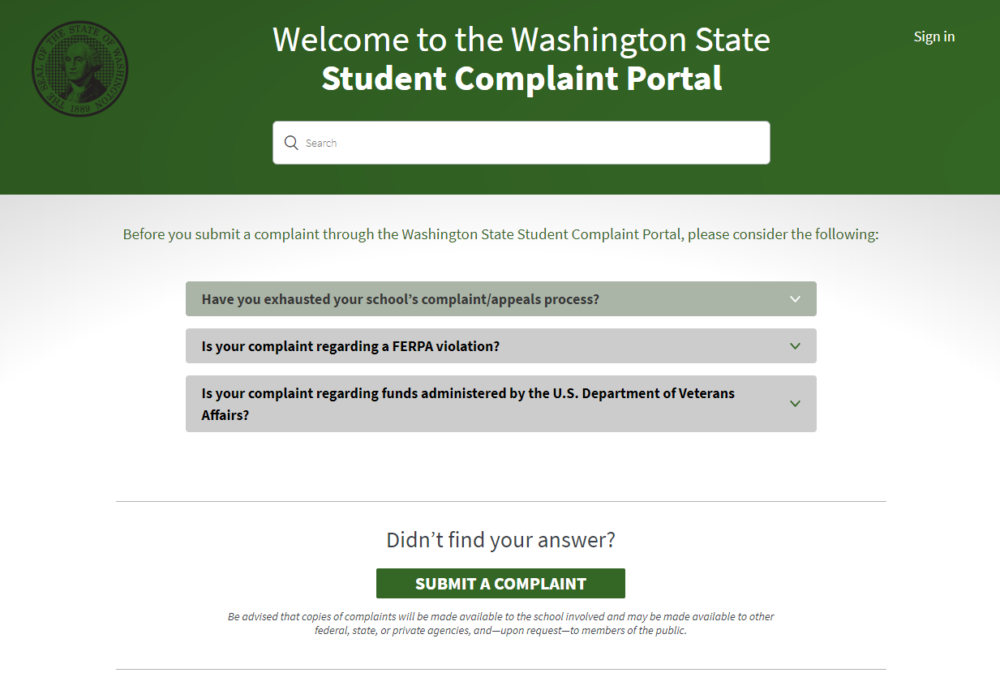 THE SEAL OF THE STATE OF WASHINGTON
1889
Welcome to the Washington State
Student Complaint Portal
Sign in
Search
Before you submit a complaint through the Washington State Student Complaint Portal, please consider the following:
Have you exhausted your school’s complaint/appeals process?
Is your complaint regarding a FERPA violation?
Is your complaint regarding funds administered by the U.S. Department of Veterans
Affairs?
Didn’t find your answer?
SUBMIT A COMPLAINT
Be advised that copies of complaints will be made available to the school involved and may be made available to other
federal, state, or private agencies, and—upon request—to members of the public.